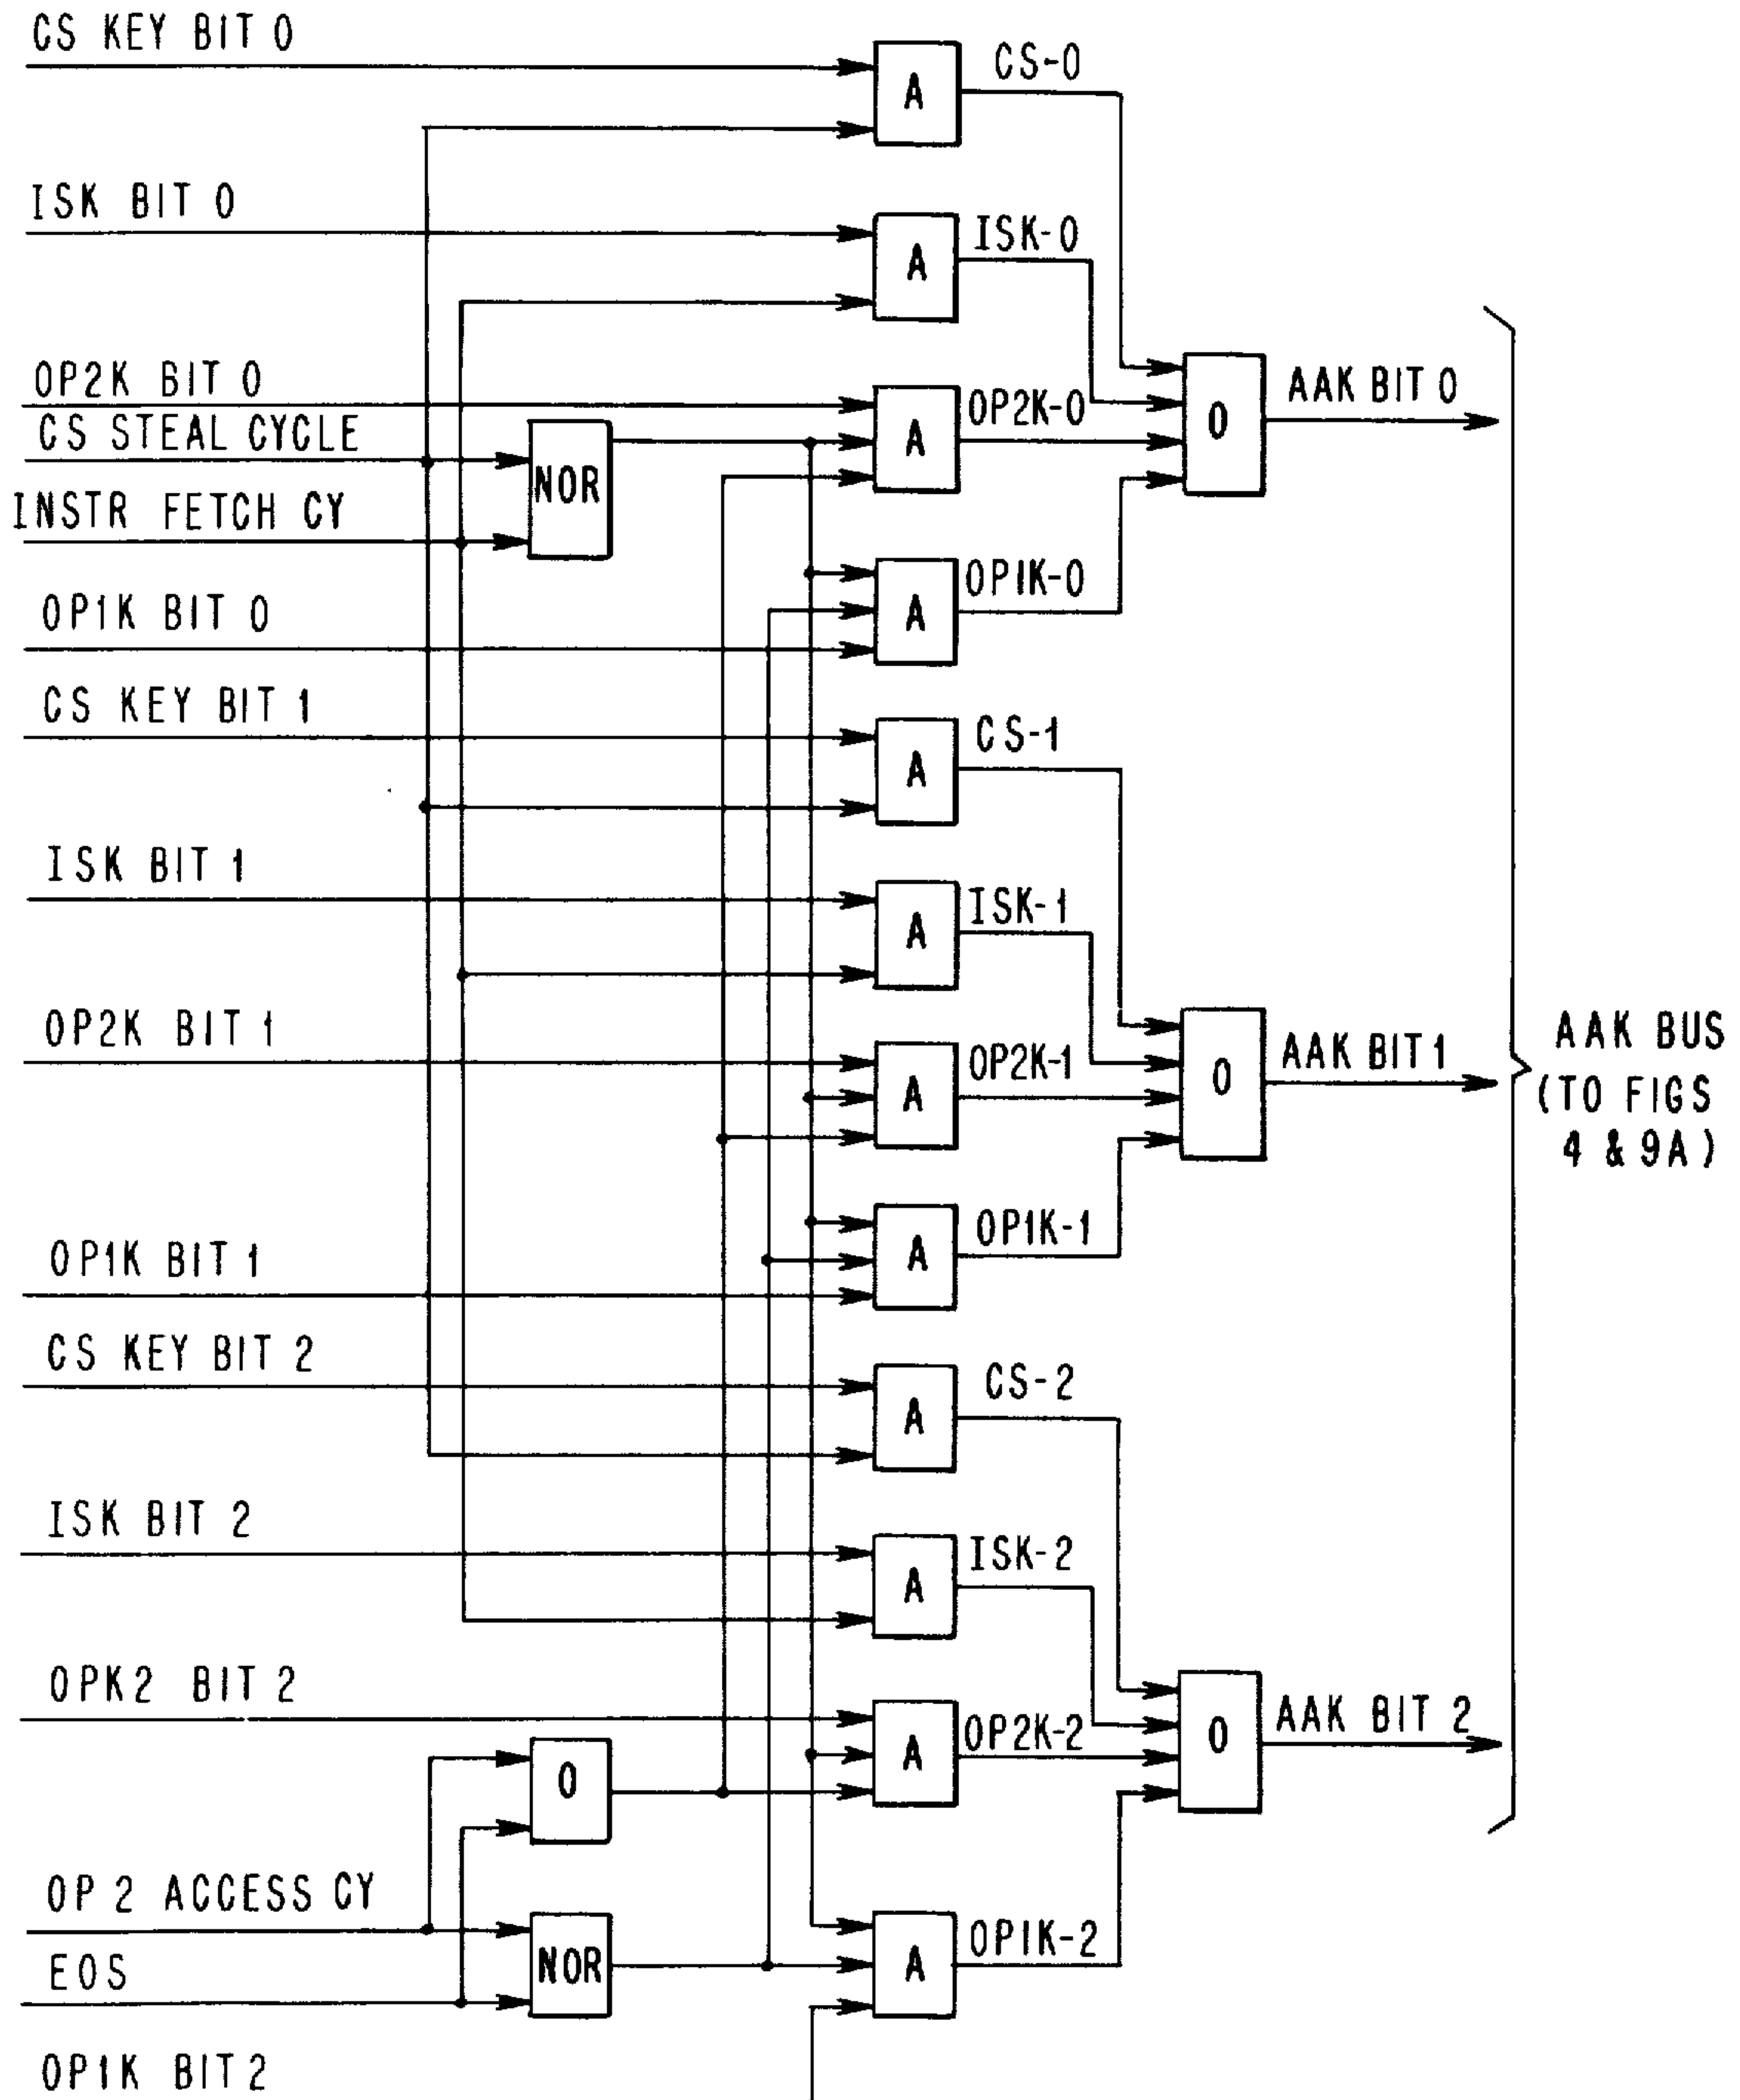 CS KEY BIT 0
A
CS-0
ISK BIT 0
A
ISK-0
OP2K BIT 0
A
OP2K-0
O
AAK BIT 0
CS STEAL CYCLE
NOR
INSTR FETCH CY
OP1K BIT 0
A
OP1K-0
CS KEY BIT 1
A
CS-1
ISK BIT 1
A
ISK-1
OP2K BIT 1
A
OP2K-1
O
AAK BIT 1
AAK BUS
(TO FIGS
4 & 9A)
OP1K BIT 1
A
OP1K-1
CS KEY BIT 2
A
CS-2
ISK BIT 2
A
ISK-2
OPK2 BIT 2
A
OP2K-2
O
AAK BIT 2
O
OP 2 ACCESS CY
EOS
NOR
A
OP1K-2
OP1K BIT 2